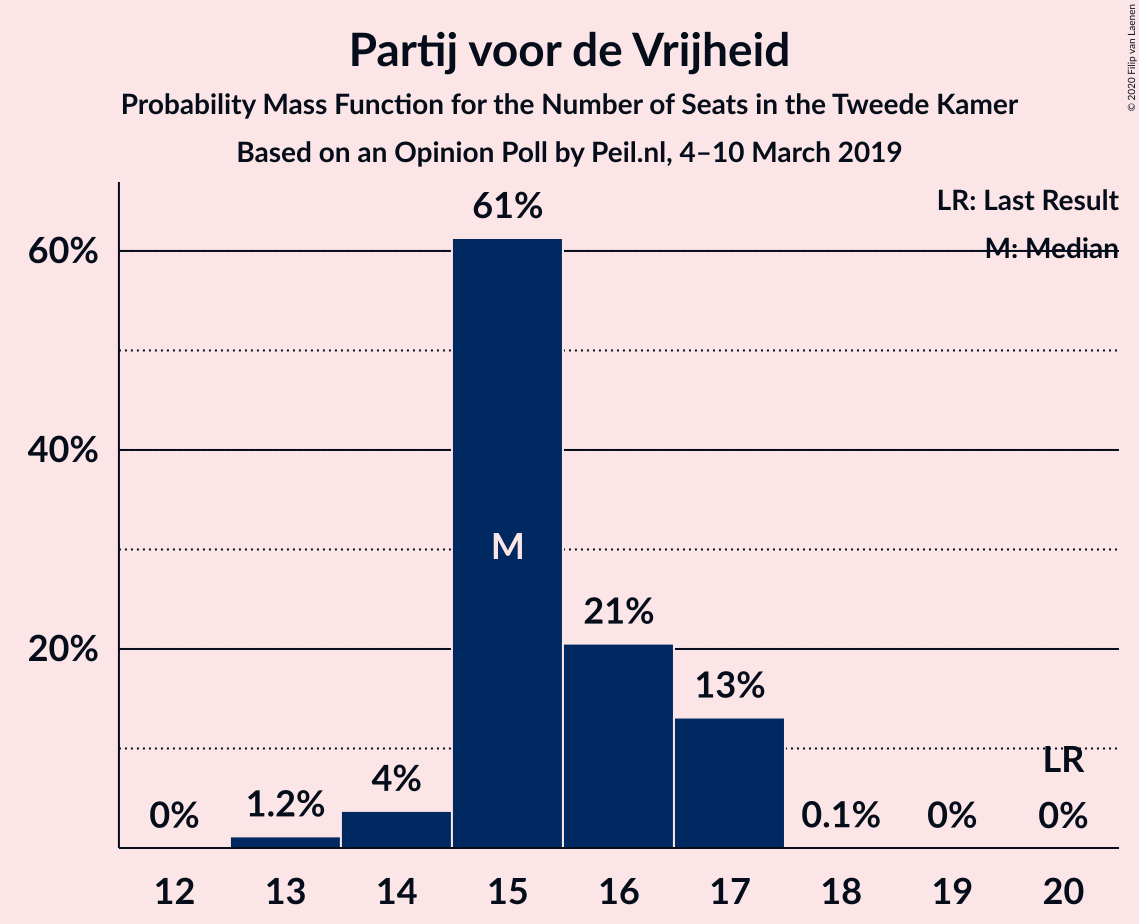 Partij voor de Vrijheid
Probability Mass Function for the Number of Seats in the Tweede Kamer
Based on an Opinion Poll by Peil.nl, 4–10 March 2019
© 2020 Filip van Laenen
LR: Last Result
M: Median
61%
60%
40%
M
21%
20%
13%
LR
4%
1.2%
0%
0.1%
0%
0%
12 13 14 15 16 17 18 19 20